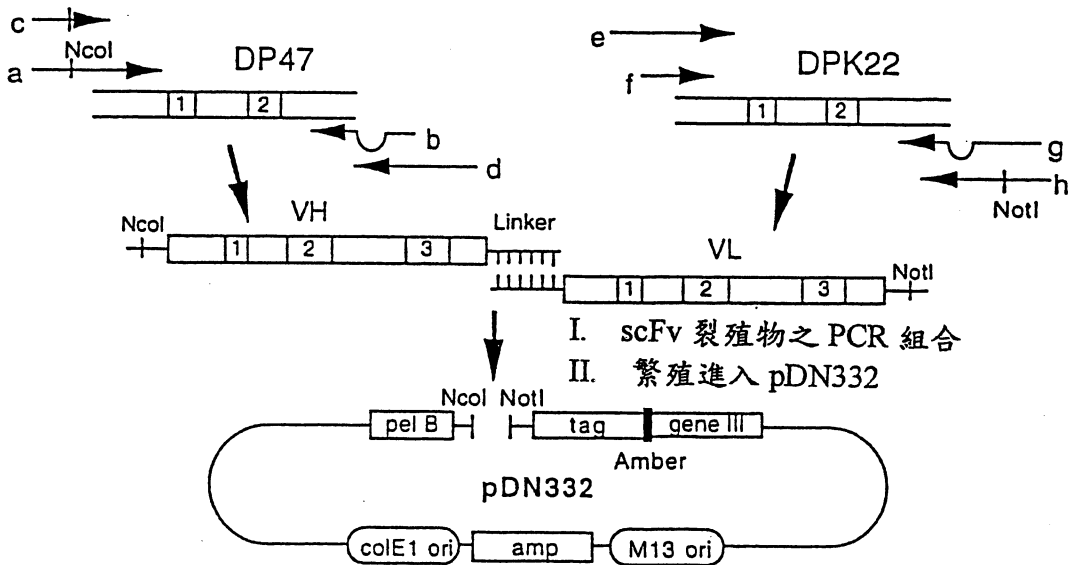 c
NcoI
a
DP47
1 2
b
d
e
f
DPK22
1 2
g
h
NotI
VH
NcoI
1 2 3
Linker
VL
1 2 3
NotI
I. scFv 裂殖物之 PCR 組合
II. 繁殖進入 pDN332
NcoI NotI
pel B
tag
gene III
Amber
pDN332
colE1 ori
amp
M13 ori